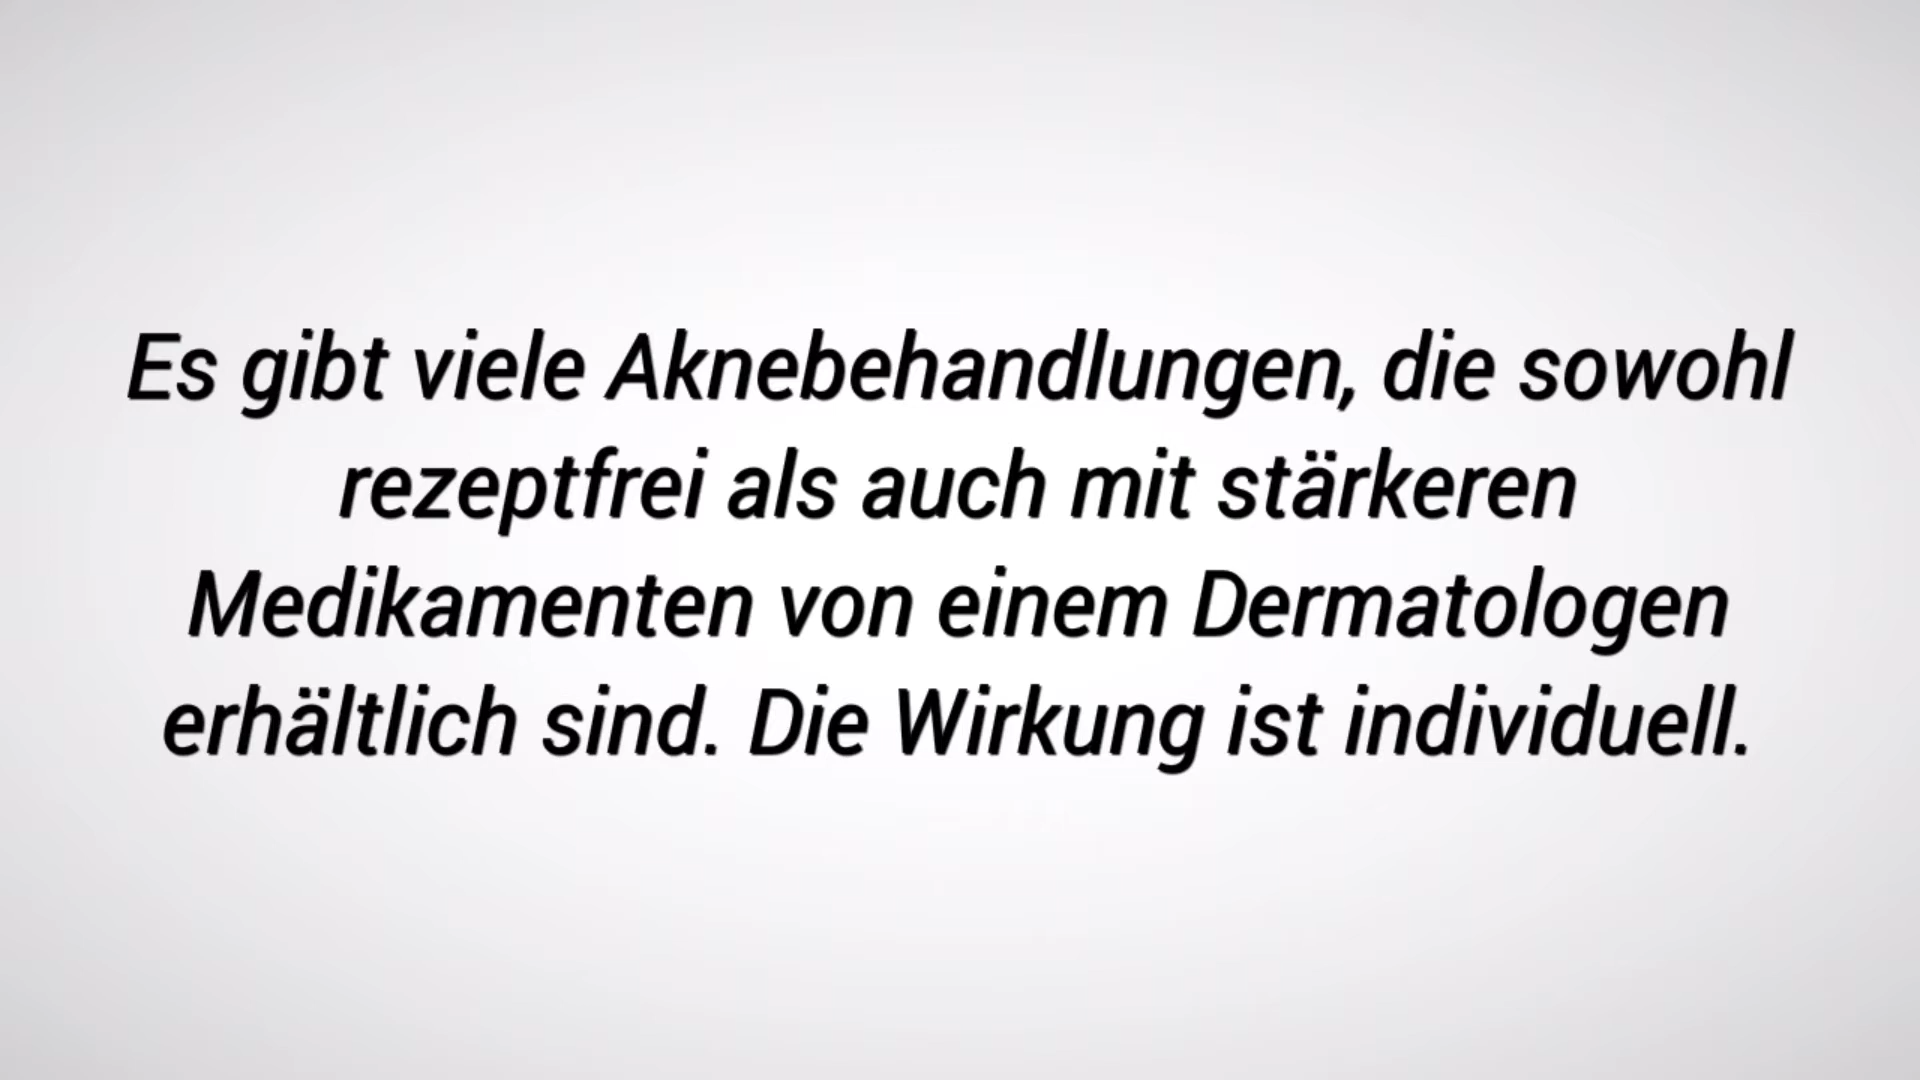 Es gibt viele Aknebehandlungen, die sowohl
rezeptfrei als auch mit stärkeren
Medikamenten von einem Dermatologen
erhältlich sind. Die Wirkung ist individuell.